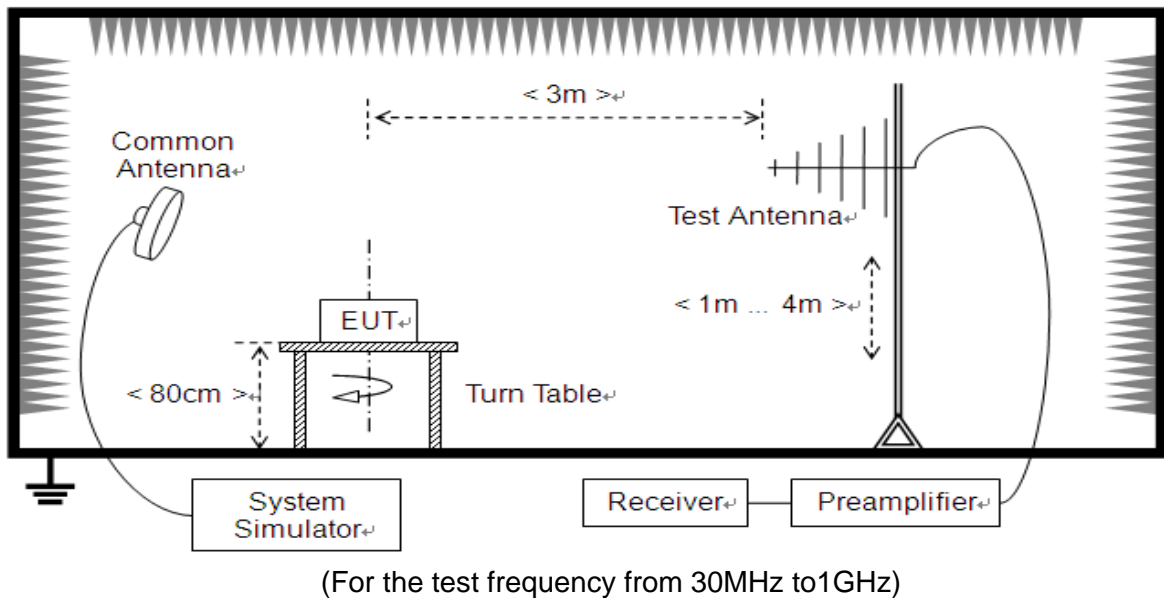 < 3m >↵
Common
Antenna↵
Test Antenna↵
< 1m ... 4m >↵
EUT↵
< 80cm >↵
Turn Table↵
System
Simulator↵
Receiver↵
Preamplifier↵
(For the test frequency from 30MHz to1GHz)